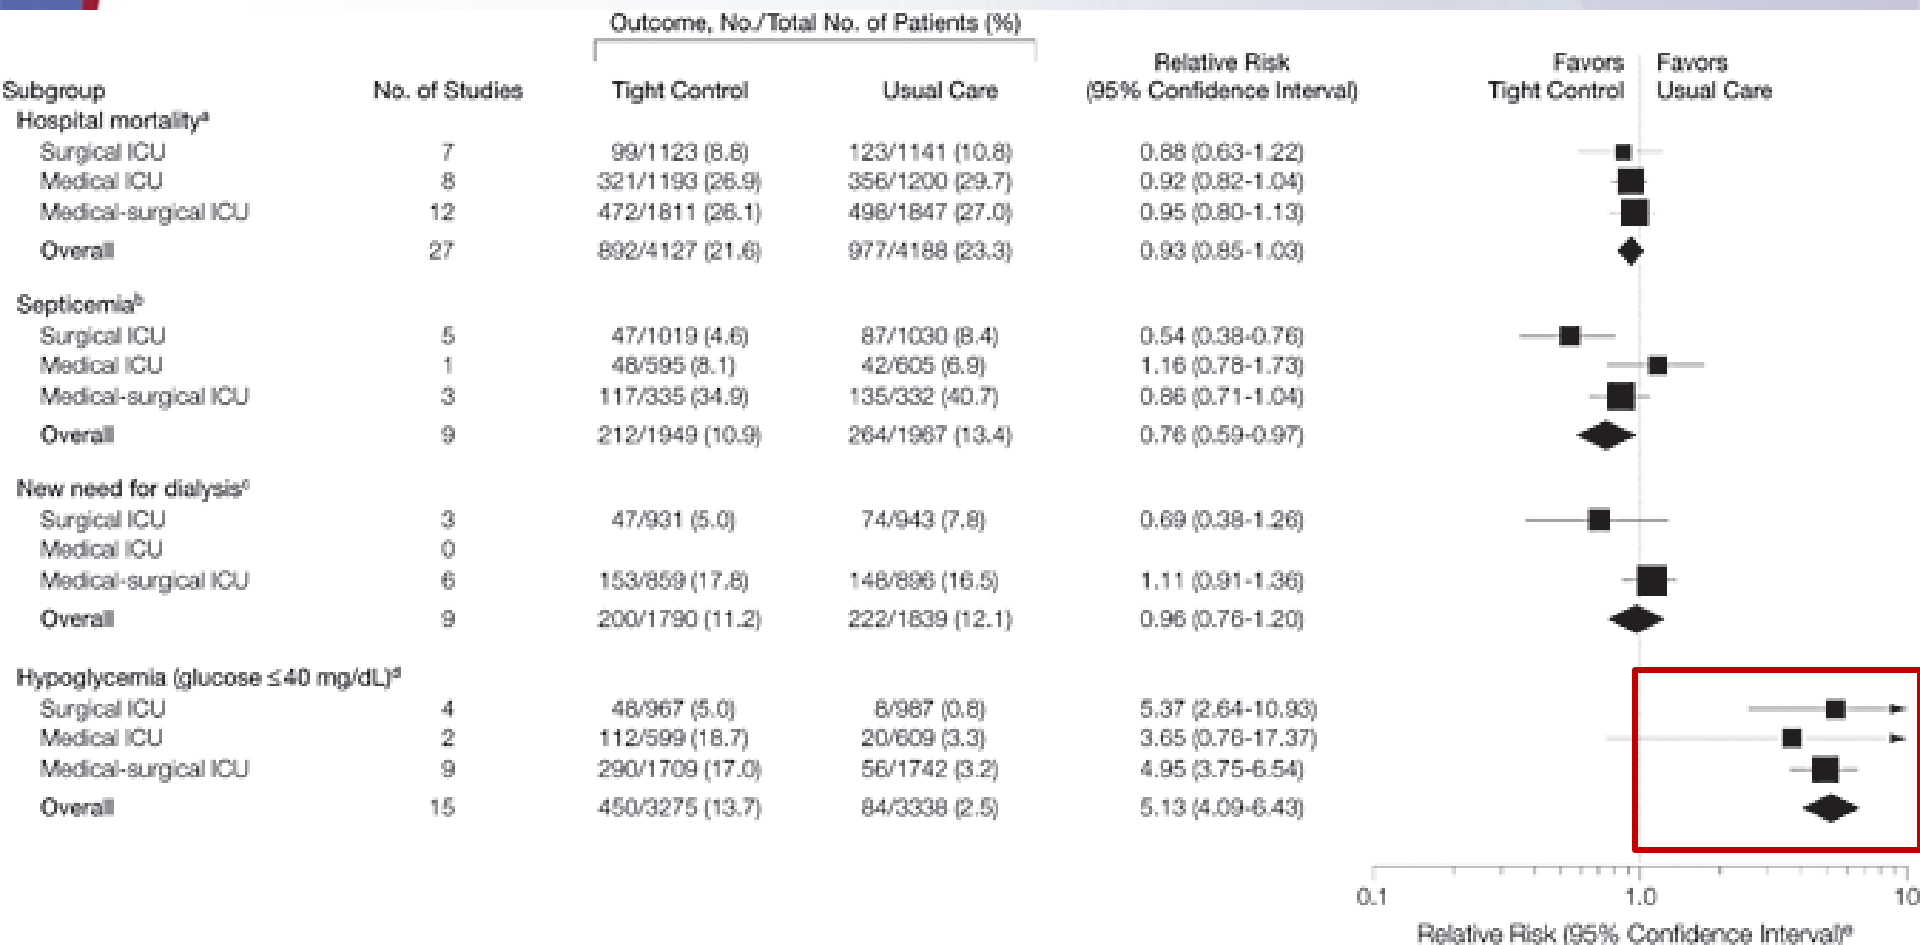 Outcome, No./Total No. of Patients (%)
Relative Risk Favors Favors
Subgroup No. of Studies Tight Control Usual Care (95% Confidence Interval) Tight Control Usual Care
Hospital mortalityᵃ
Surgical ICU 7 99/1123 (8.8) 123/1141 (10.8) 0.88 (0.63-1.22)
Medical ICU 8 321/1193 (26.9) 356/1200 (29.7) 0.92 (0.82-1.04)
Medical-surgical ICU 12 472/1811 (26.1) 498/1847 (27.0) 0.95 (0.80-1.13)
Overall 27 892/4127 (21.6) 977/4188 (23.3) 0.93 (0.85-1.03)
Septicemiaᵇ
Surgical ICU 5 47/1019 (4.6) 87/1030 (8.4) 0.54 (0.38-0.76)
Medical ICU 1 48/595 (8.1) 42/605 (6.9) 1.16 (0.78-1.73)
Medical-surgical ICU 3 117/335 (34.9) 135/332 (40.7) 0.86 (0.71-1.04)
Overall 9 212/1949 (10.9) 264/1967 (13.4) 0.76 (0.59-0.97)
New need for dialysisᶜ
Surgical ICU 3 47/931 (5.0) 74/943 (7.8) 0.69 (0.38-1.26)
Medical ICU 0
Medical-surgical ICU 6 153/859 (17.8) 148/896 (16.5) 1.11 (0.91-1.36)
Overall 9 200/1790 (11.2) 222/1839 (12.1) 0.96 (0.76-1.20)
Hypoglycemia (glucose ≤40 mg/dL)ᵈ
Surgical ICU 4 48/967 (5.0) 8/987 (0.8) 5.37 (2.64-10.93)
Medical ICU 2 112/599 (18.7) 20/609 (3.3) 3.65 (0.76-17.37)
Medical-surgical ICU 9 290/1709 (17.0) 56/1742 (3.2) 4.95 (3.75-6.54)
Overall 15 450/3275 (13.7) 84/3338 (2.5) 5.13 (4.09-6.43)
0.1 1.0 10
Relative Risk (95% Confidence Interval)ᵉ